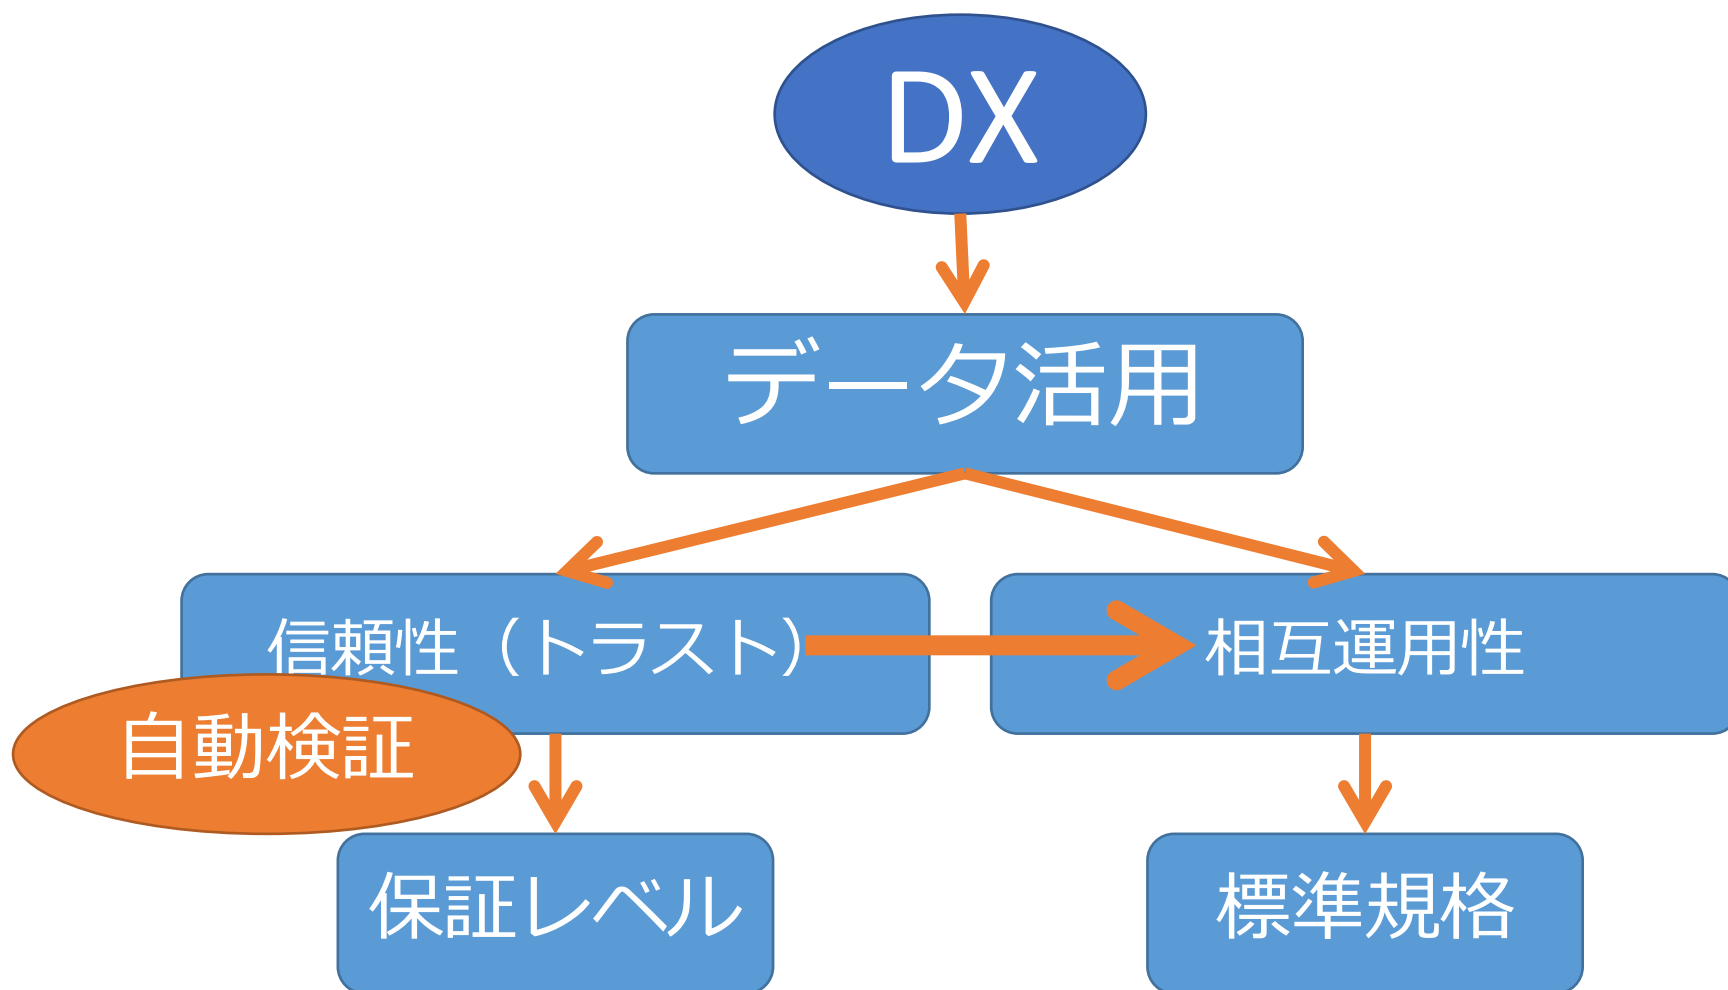 DX
データ活用
信頼性（トラスト）
相互運用性
自動検証
保証レベル
標準規格